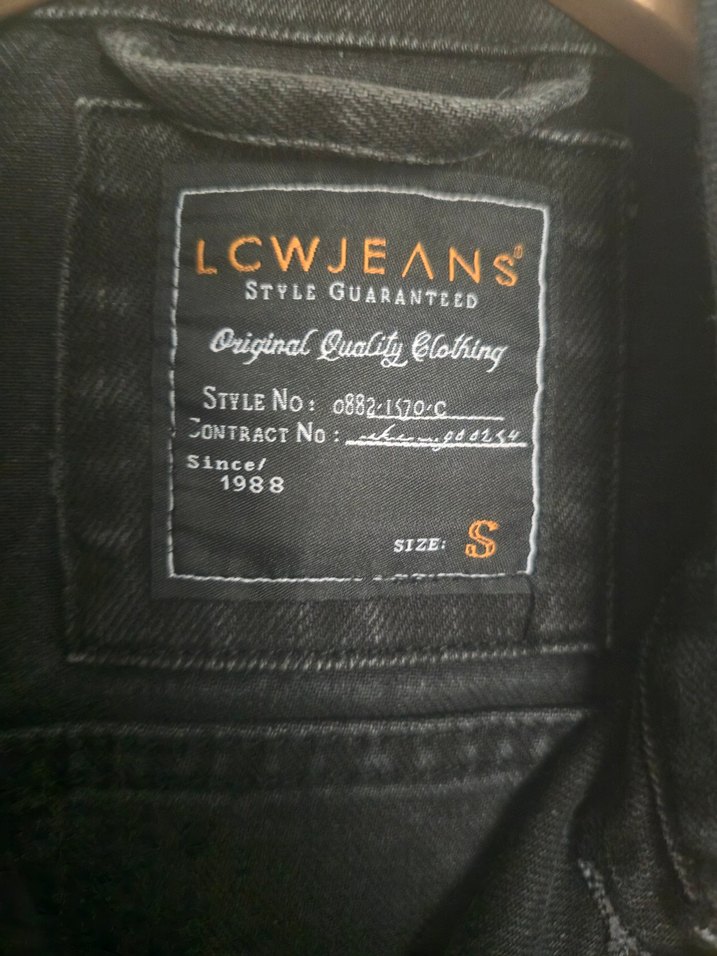 LCWJEANS®
STYLE GUARANTEED
Original Quality Clothing
STYLE No: 0882-1570-C
CONTRACT No:
Since/
1988
SIZE: S